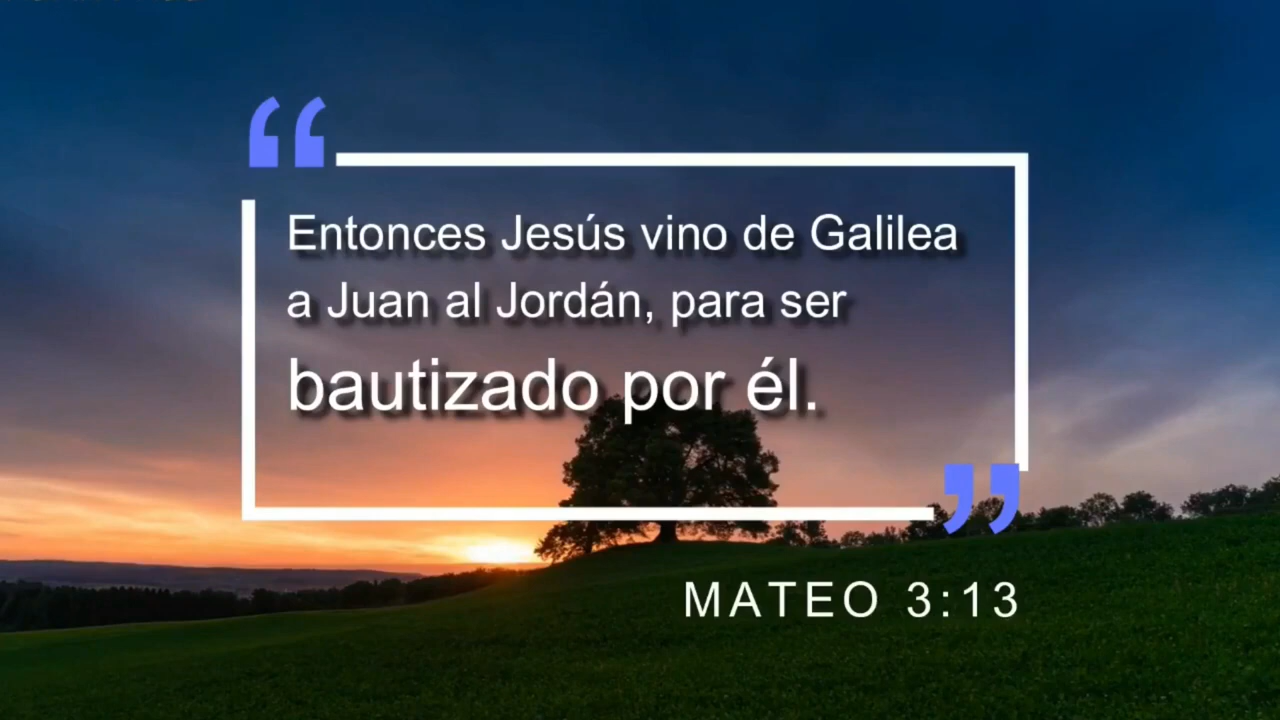 “
Entonces Jesús vino de Galilea
a Juan al Jordán, para ser
bautizado por él.
”
MATEO 3:13